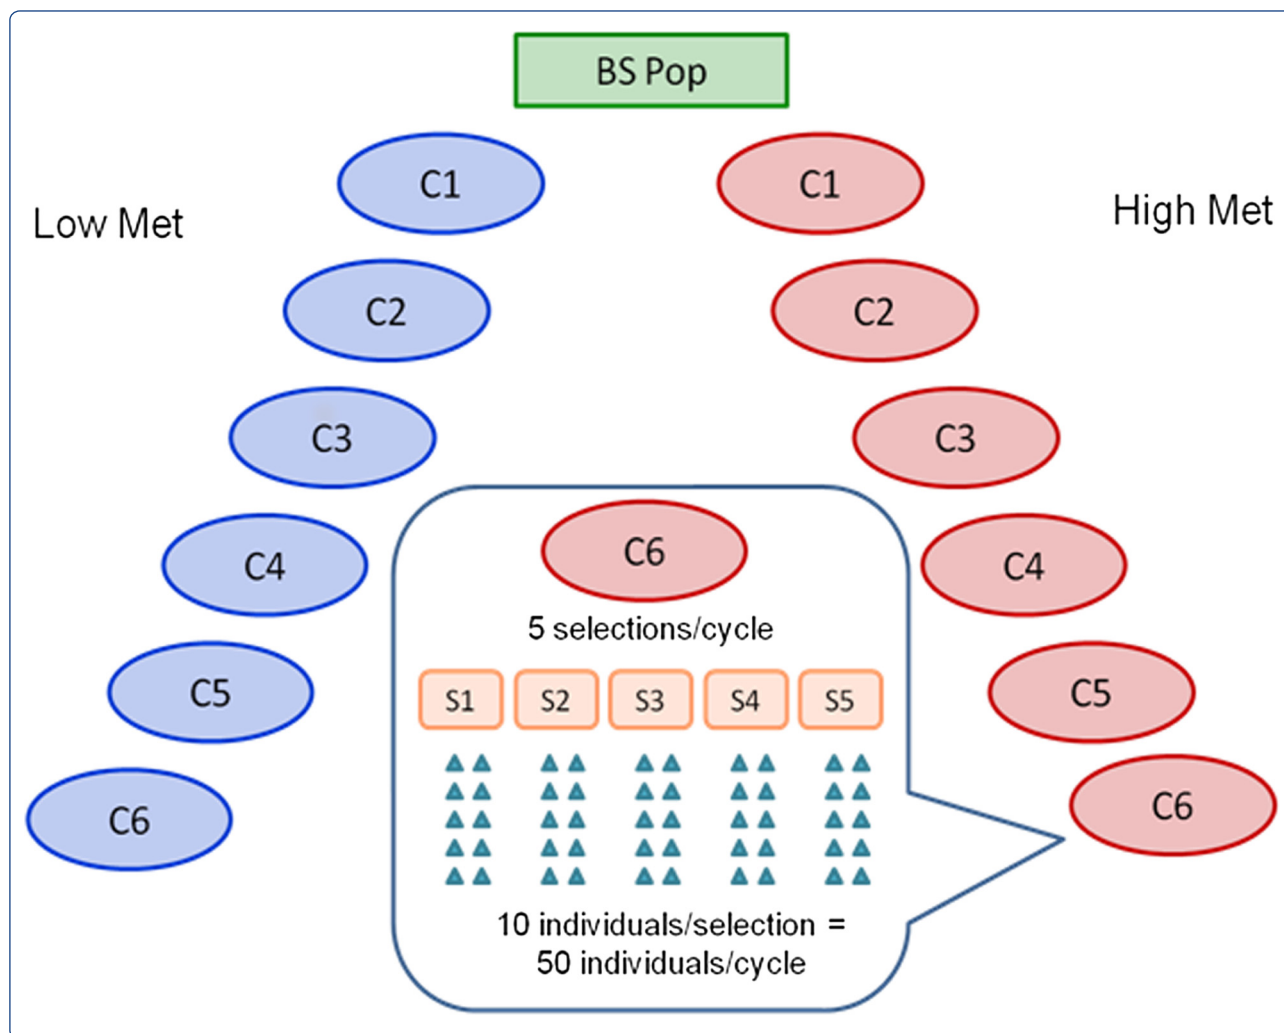 BS Pop
C1
C1
Low Met
High Met
C2
C2
C3
C3
C6
C4
C4
5 selections/cycle
C5
S1 S2 S3 S4 S5
C5
C6
C6
10 individuals/selection =
50 individuals/cycle